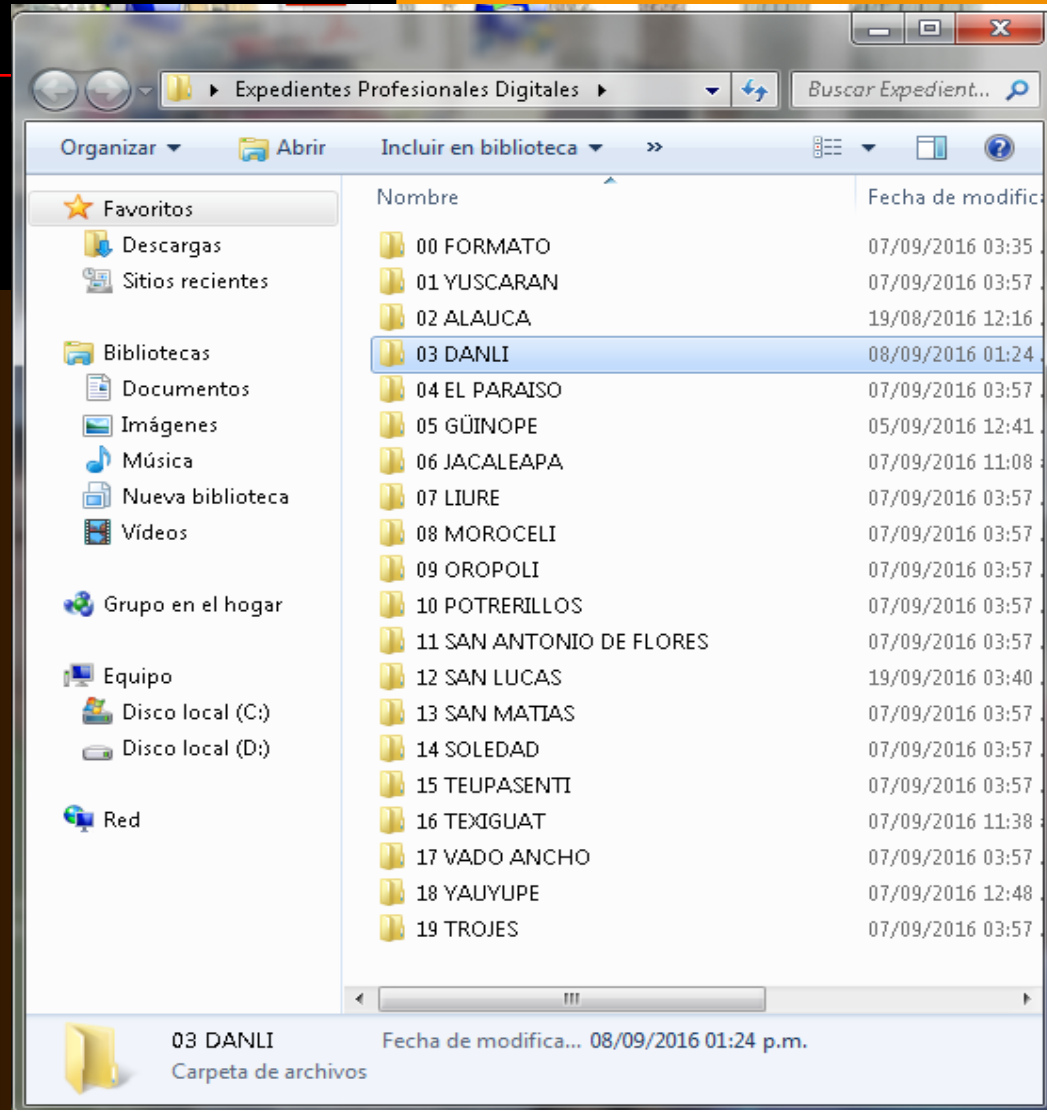 Expedientes Profesionales Digitales
Buscar Expedient...
Organizar
Abrir
Incluir en biblioteca
»
Nombre
Fecha de modifica
Favoritos
Descargas
Sitios recientes
Bibliotecas
Documentos
Imágenes
Música
Nueva biblioteca
Vídeos
Grupo en el hogar
Equipo
Disco local (C:)
Disco local (D:)
Red
00 FORMATO 07/09/2016 03:35 .
01 YUSCARAN 07/09/2016 03:57 .
02 ALAUCA 19/08/2016 12:16 .
03 DANLI 08/09/2016 01:24 .
04 EL PARAISO 07/09/2016 03:57 .
05 GÜINOPE 05/09/2016 12:41 .
06 JACALEAPA 07/09/2016 11:08 a
07 LIURE 07/09/2016 03:57 .
08 MOROCELI 07/09/2016 03:57 .
09 OROPOLI 07/09/2016 03:57 .
10 POTRERILLOS 07/09/2016 03:57 .
11 SAN ANTONIO DE FLORES 07/09/2016 03:57 .
12 SAN LUCAS 19/09/2016 03:40 .
13 SAN MATIAS 07/09/2016 03:57 .
14 SOLEDAD 07/09/2016 03:57 .
15 TEUPASENTI 07/09/2016 03:57 .
16 TEXIGUAT 07/09/2016 11:38 a
17 VADO ANCHO 07/09/2016 03:57 .
18 YAUYUPE 07/09/2016 12:48 .
19 TROJES 07/09/2016 03:57 .
03 DANLI Fecha de modifica... 08/09/2016 01:24 p.m.
Carpeta de archivos